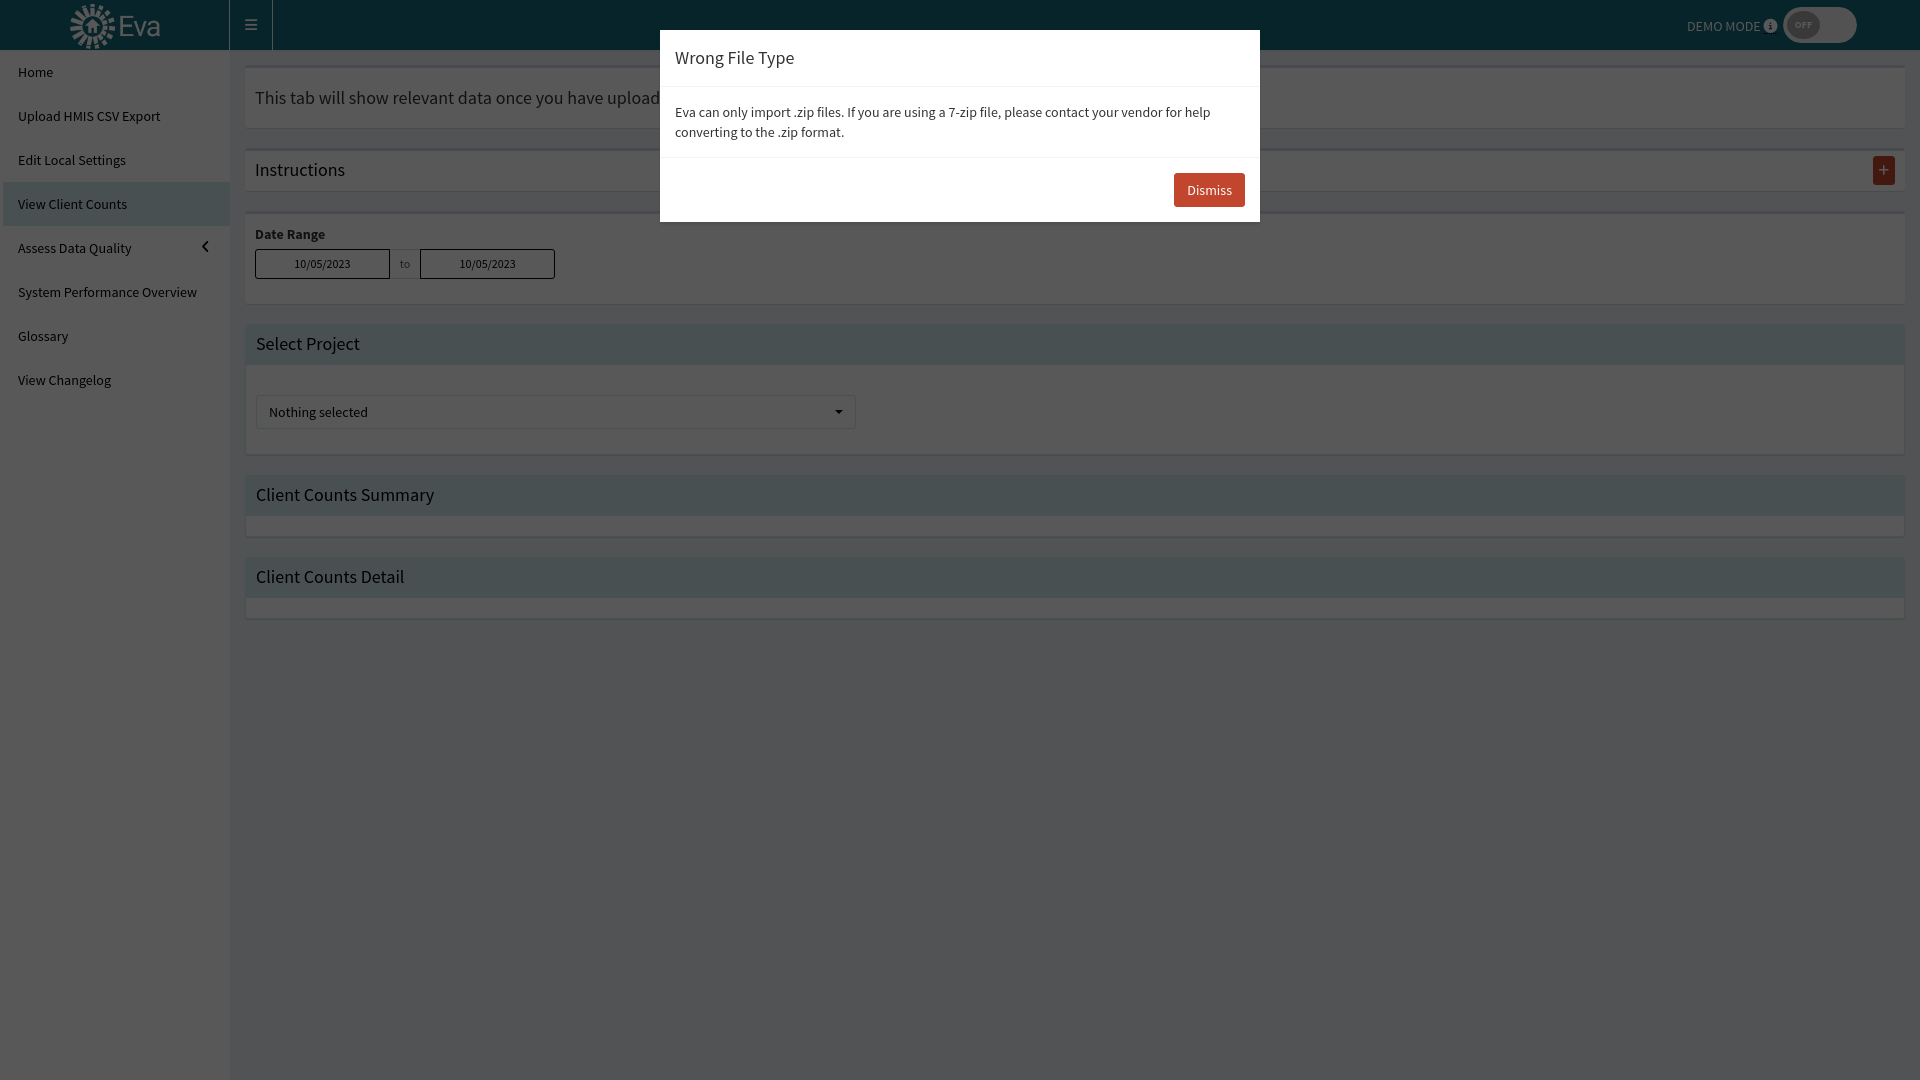 Eva
DEMO MODE
OFF
Home
Upload HMIS CSV Export
Edit Local Settings
View Client Counts
Assess Data Quality
System Performance Overview
Glossary
View Changelog
Wrong File Type
Eva can only import .zip files. If you are using a 7-zip file, please contact your vendor for help
converting to the .zip format.
Dismiss
This tab will show relevant data once you have upload
Instructions
+
Date Range
10/05/2023 to 10/05/2023
Select Project
Nothing selected
Client Counts Summary
Client Counts Detail